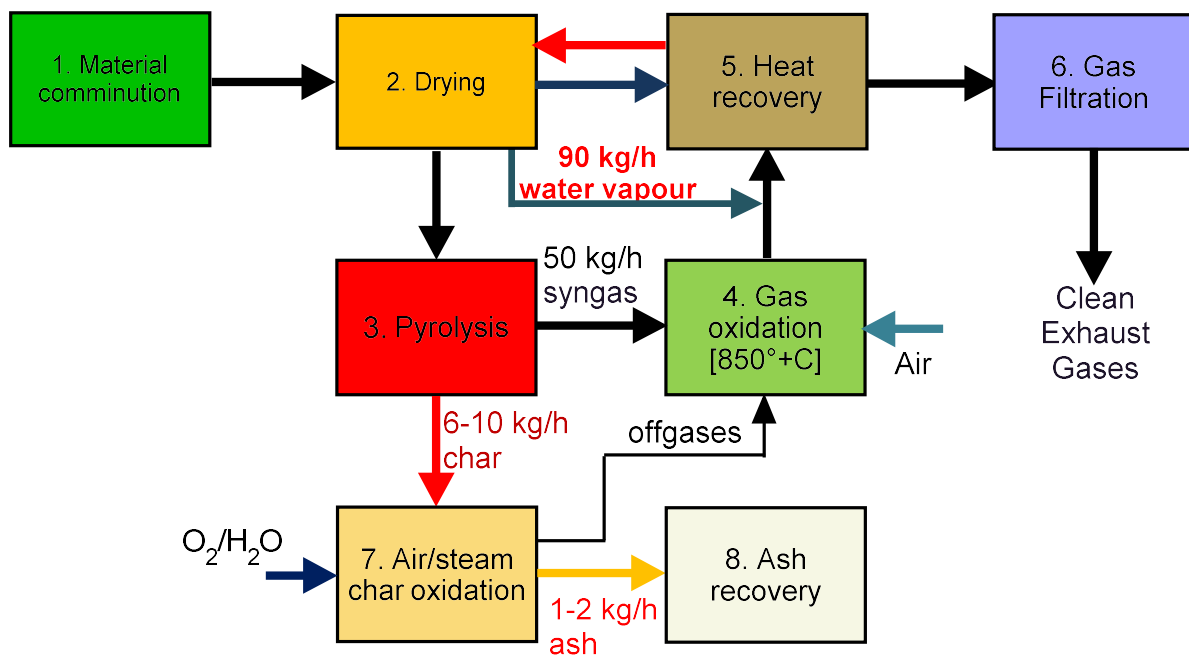 1. Material
comminution
2. Drying
5. Heat
recovery
6. Gas
Filtration
90 kg/h
water vapour
3. Pyrolysis
50 kg/h
syngas
4. Gas
oxidation
[850°+C]
Air
Clean
Exhaust
Gases
6-10 kg/h
char
offgases
O₂/H₂O
7. Air/steam
char oxidation
1-2 kg/h
ash
8. Ash
recovery